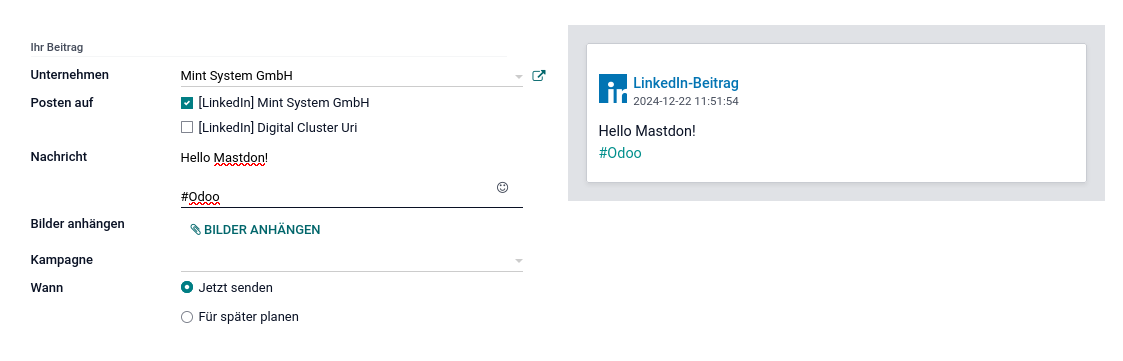 Ihr Beitrag
Unternehmen
Mint System GmbH
Posten auf
[LinkedIn] Mint System GmbH
[LinkedIn] Digital Cluster Uri
Nachricht
Hello Mastdon!
#Odoo
Bilder anhängen
BILDER ANHÄNGEN
Kampagne
Wann
Jetzt senden
Für später planen
in
LinkedIn-Beitrag
2024-12-22 11:51:54
Hello Mastdon!
#Odoo